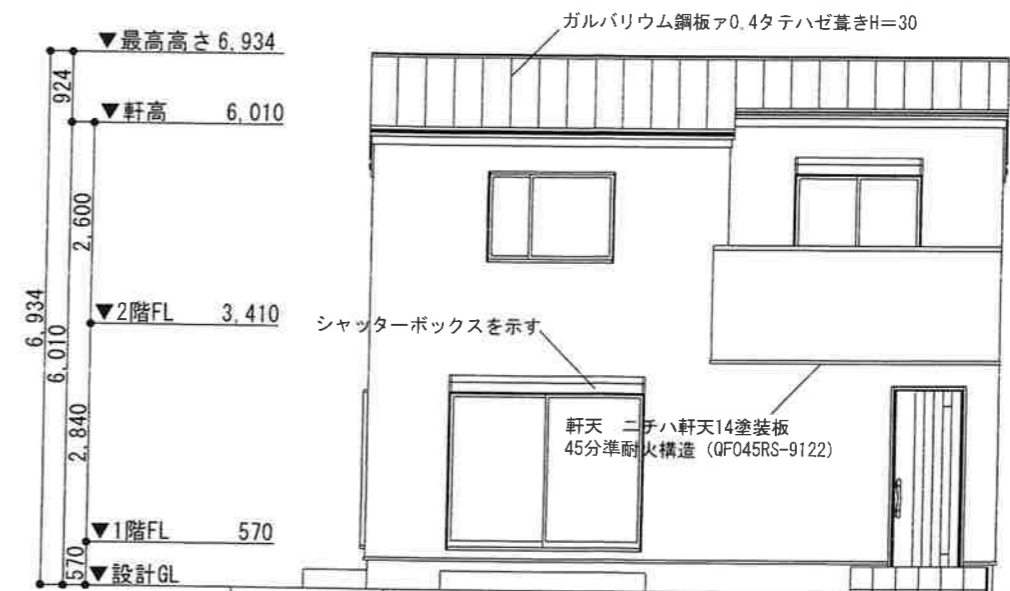 ガルバリウム鋼板ァ0.4タテハゼ葺きH=30
▼最高高さ 6,934
924
▼軒高 6,010
2,600
▼2階FL 3,410
6,934
6,010
シャッターボックスを示す
2,840
軒天 ニチハ軒天14塗装板
45分準耐火構造（QF045RS-9122）
▼1階FL 570
570
▼設計GL